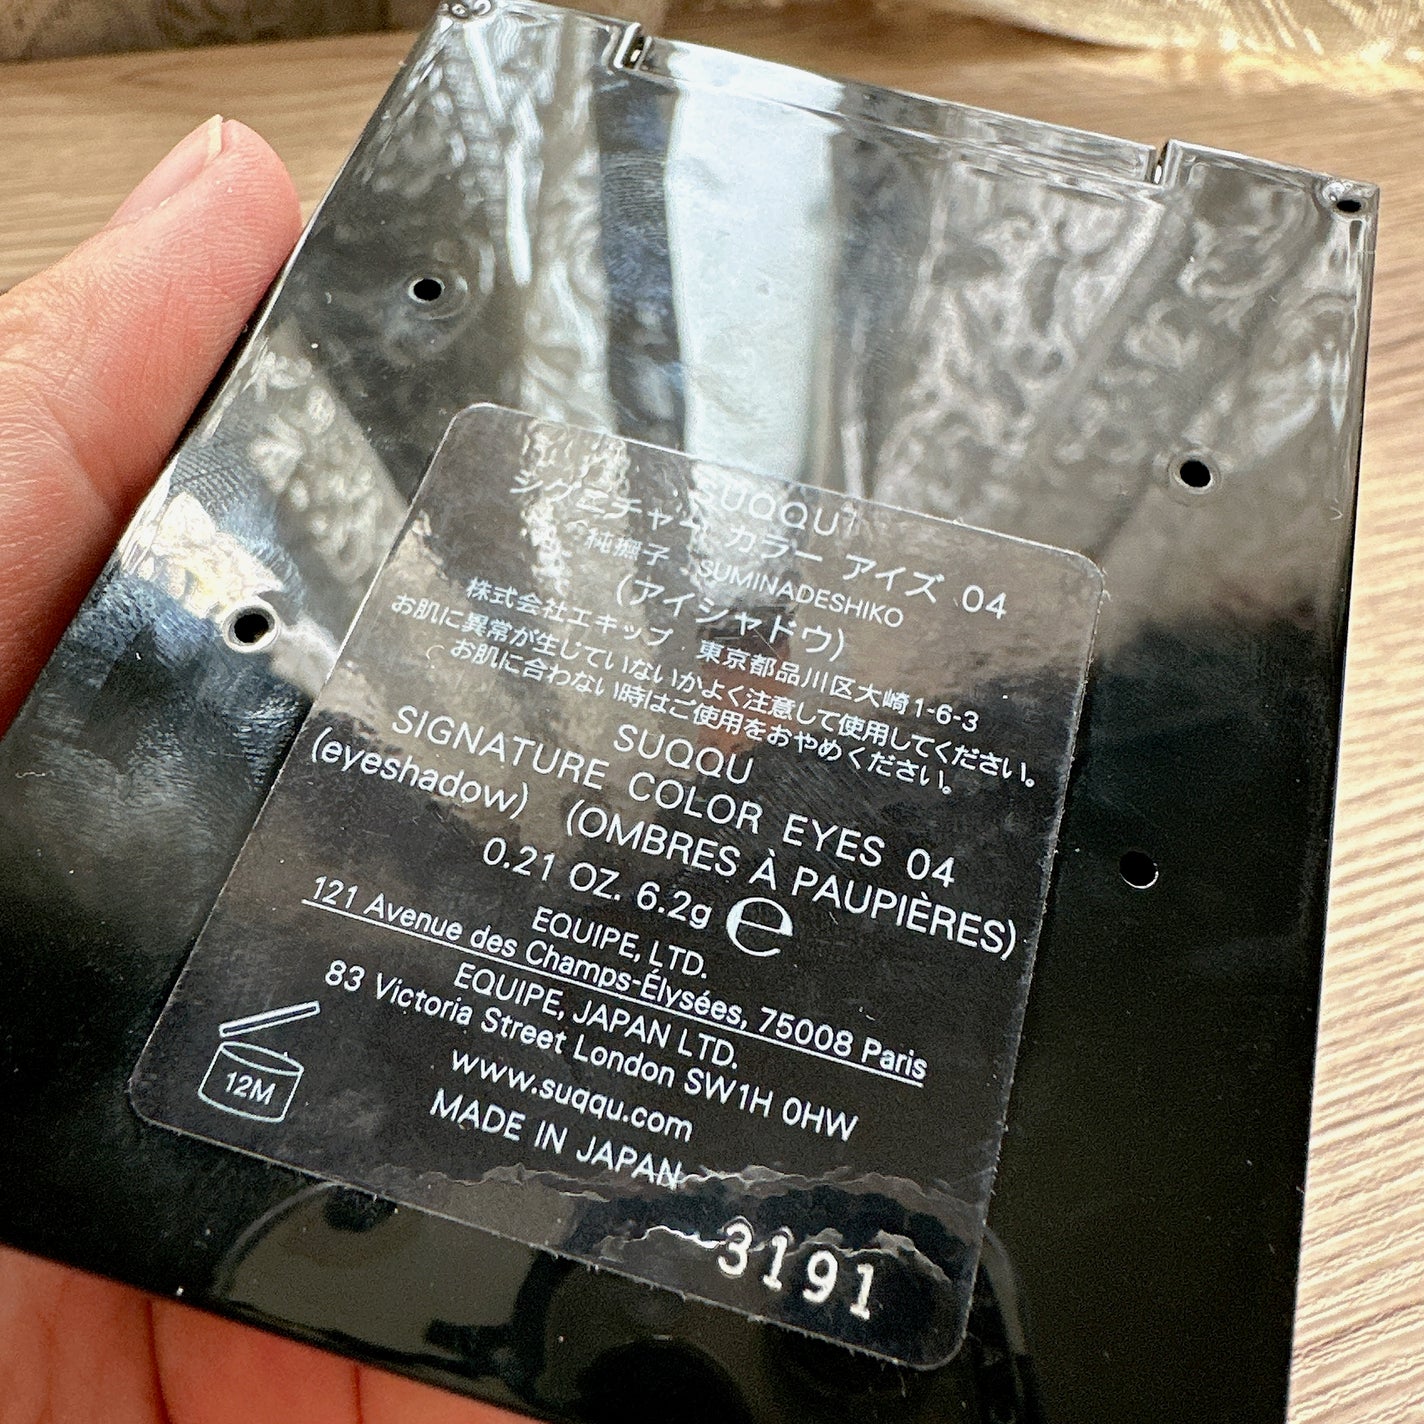 SUQQU
シグニチャー カラー アイズ 04
純撫子 SUMINADESHIKO
(アイシャドウ)
株式会社エキップ 東京都品川区大崎1-6-3
お肌に異常が生じていないかよく注意して使用してください。
お肌に合わない時はご使用をおやめください。
SUQQU
SIGNATURE COLOR EYES 04
(eyeshadow) (OMBRES À PAUPIÈRES)
0.21 OZ. 6.2g ℮
EQUIPE, LTD.
121 Avenue des Champs-Élysées, 75008 Paris
EQUIPE, JAPAN LTD.
83 Victoria Street London SW1H 0HW
www.suqqu.com
MADE IN JAPAN
12M
3191